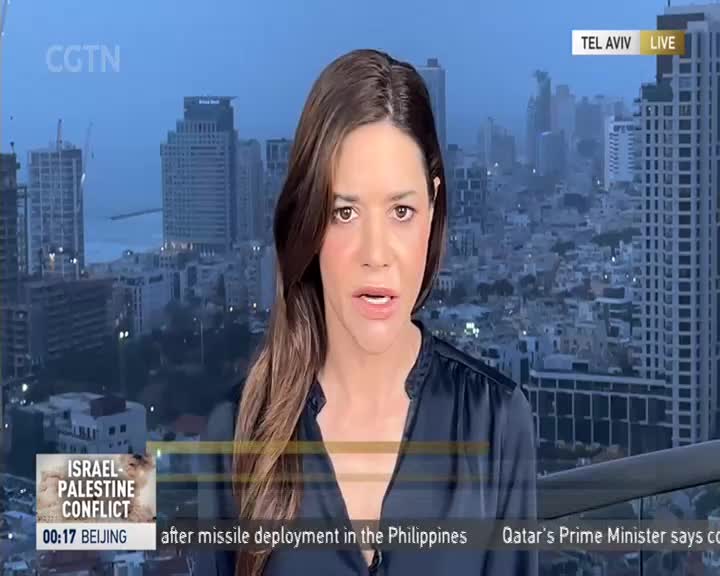 CGTN
TEL AVIV LIVE
ISRAEL-
PALESTINE
CONFLICT
00:17 BEIJING
after missile deployment in the Philippines Qatar's Prime Minister says